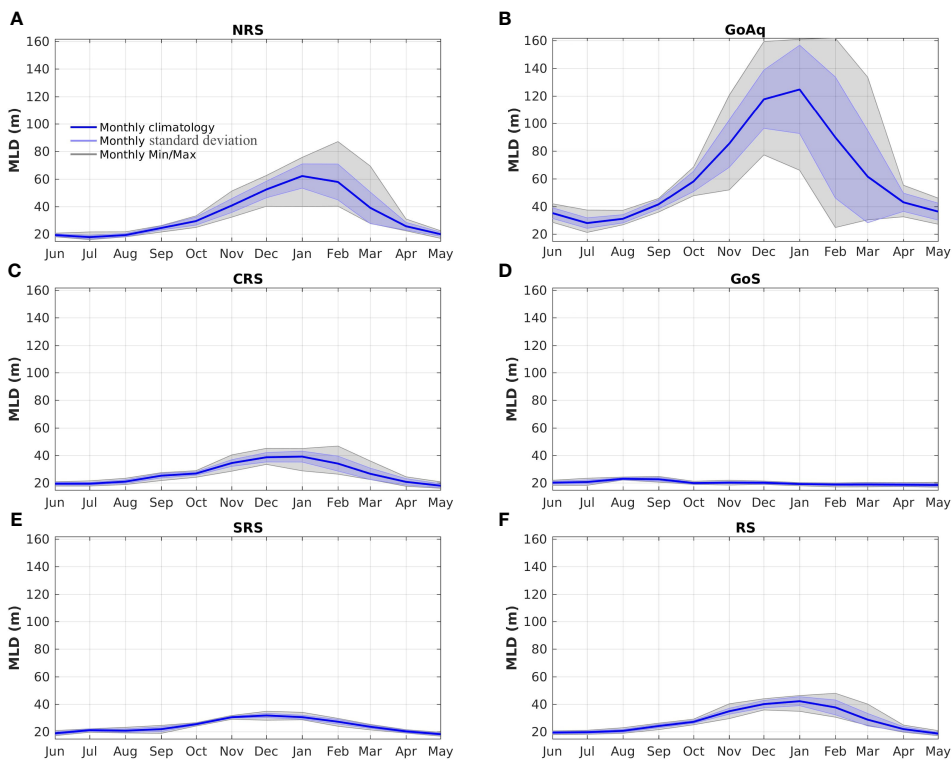 A
NRS
160
140
120
100
80
60
40
20
MLD (m)
Monthly climatology
Monthly standard deviation
Monthly Min/Max
Jun Jul Aug Sep Oct Nov Dec Jan Feb Mar Apr May
B
GoAq
160
140
120
100
80
60
40
20
MLD (m)
Jun Jul Aug Sep Oct Nov Dec Jan Feb Mar Apr May
C
CRS
160
140
120
100
80
60
40
20
MLD (m)
Jun Jul Aug Sep Oct Nov Dec Jan Feb Mar Apr May
D
GoS
160
140
120
100
80
60
40
20
MLD (m)
Jun Jul Aug Sep Oct Nov Dec Jan Feb Mar Apr May
E
SRS
160
140
120
100
80
60
40
20
MLD (m)
Jun Jul Aug Sep Oct Nov Dec Jan Feb Mar Apr May
F
RS
160
140
120
100
80
60
40
20
MLD (m)
Jun Jul Aug Sep Oct Nov Dec Jan Feb Mar Apr May